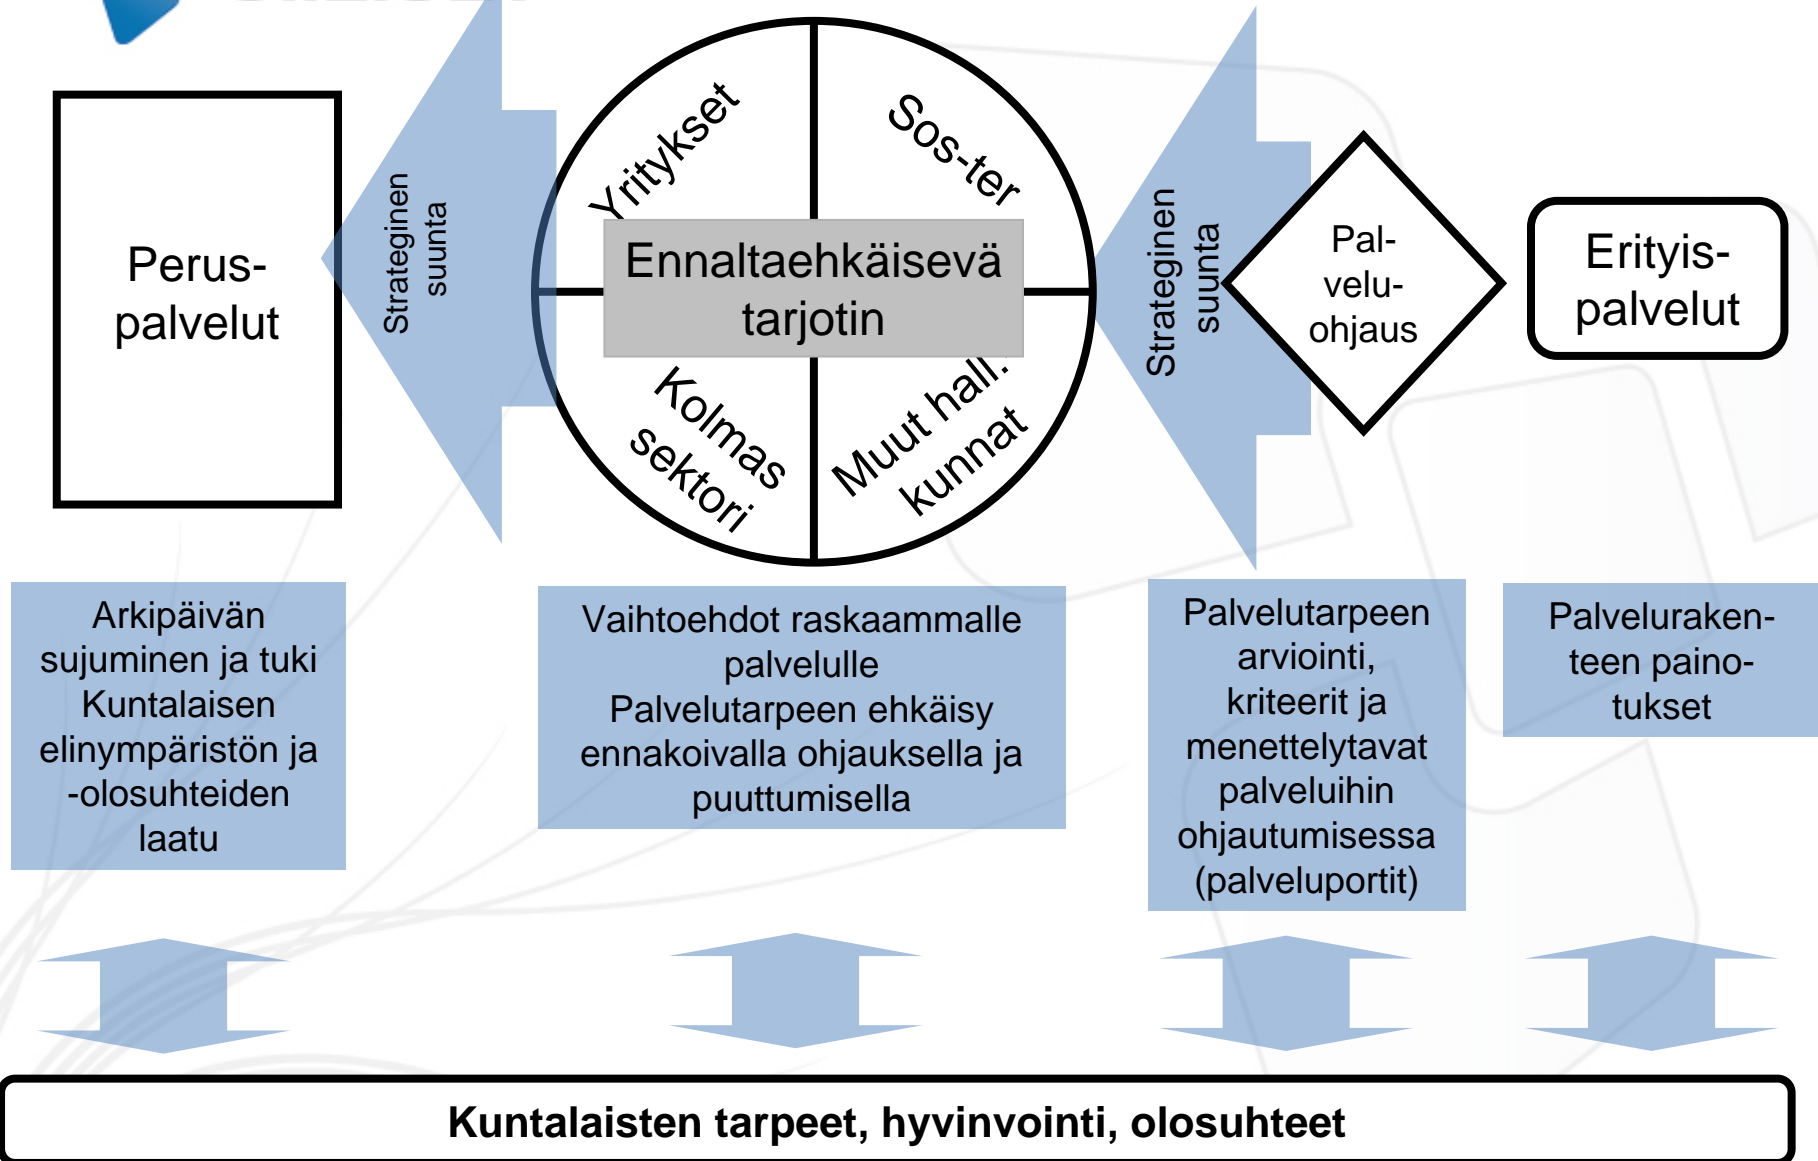 Perus-
palvelut
Strateginen
suunta
Yritykset
Sos-ter
Ennaltaehkäisevä
tarjotin
Kolmas
sektori
Muut hall.
kunnat
Strateginen
suunta
Pal-
velu-
ohjaus
Erityis-
palvelut
Arkipäivän
sujuminen ja tuki
Kuntalaisen
elinympäristön ja
-olosuhteiden
laatu
Vaihtoehdot raskaammalle
palvelulle
Palvelutarpeen ehkäisy
ennakoivalla ohjauksella ja
puuttumisella
Palvelutarpeen
arviointi,
kriteerit ja
menettelytavat
palveluihin
ohjautumisessa
(palveluportit)
Palveluraken-
teen paino-
tukset
Kuntalaisten tarpeet, hyvinvointi, olosuhteet